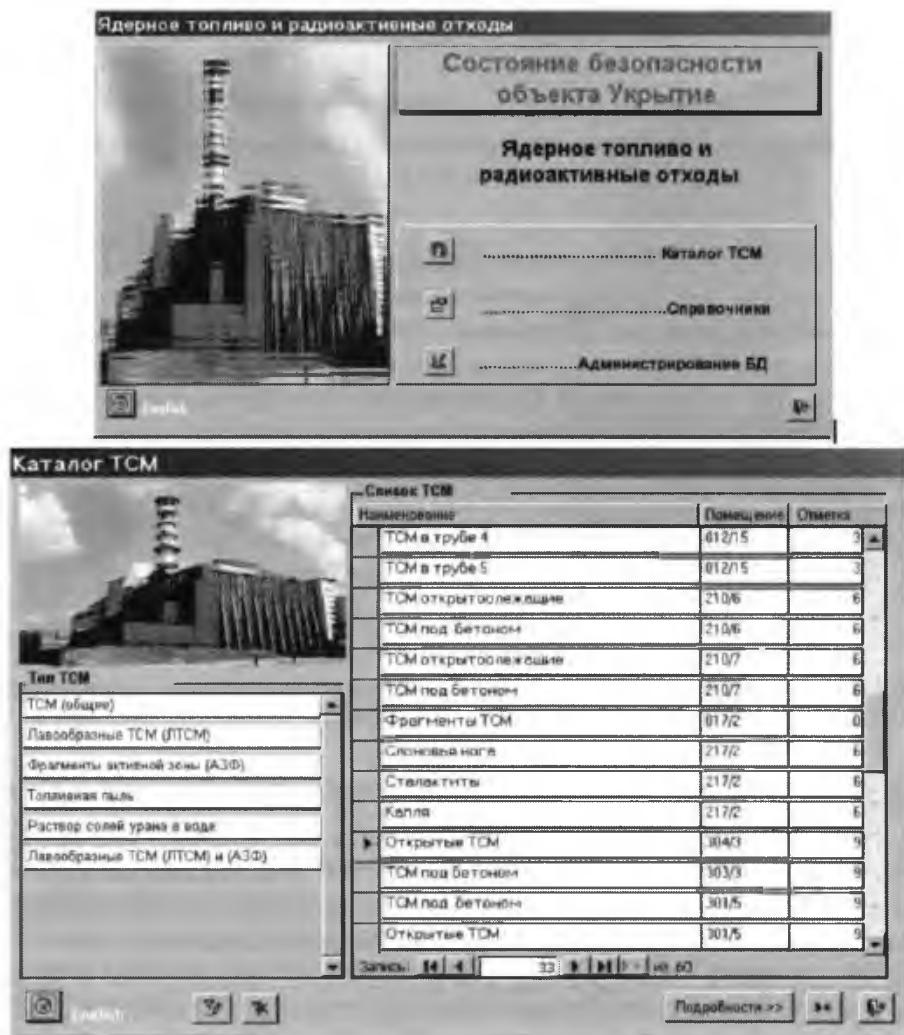 Ядерное топливо и радиоактивные отходы
Состояние безопасности
объекта Укрытие
Ядерное топливо и
радиоактивные отходы
Каталог ТСМ
Справочники
Администрирование БД
English
Каталог ТСМ
Список ТСМ
Наименование Помещение Отметка
ТСМ в трубе 4 012/15 3
ТСМ в трубе 5 012/15 3
ТСМ открытолежащие 210/6 6
ТСМ под бетоном 210/6 6
ТСМ открытолежащие 210/7 6
ТСМ под бетоном 210/7 6
Фрагменты ТСМ 017/2 0
Слоновья нога 217/2 6
Сталактиты 217/2 6
Капля 217/2 6
Открытые ТСМ 304/3 9
ТСМ под бетоном 303/3 9
ТСМ под бетоном 301/5 9
Открытые ТСМ 301/5 9
Запись: 33 из 60
Тип ТСМ
ТСМ (общие)
Лавообразные ТСМ (ЛТСМ)
Фрагменты активной зоны (АЗФ)
Топливная пыль
Раствор солей урана в воде
Лавообразные ТСМ (ЛТСМ) и (АЗФ)
English
Подробности >>